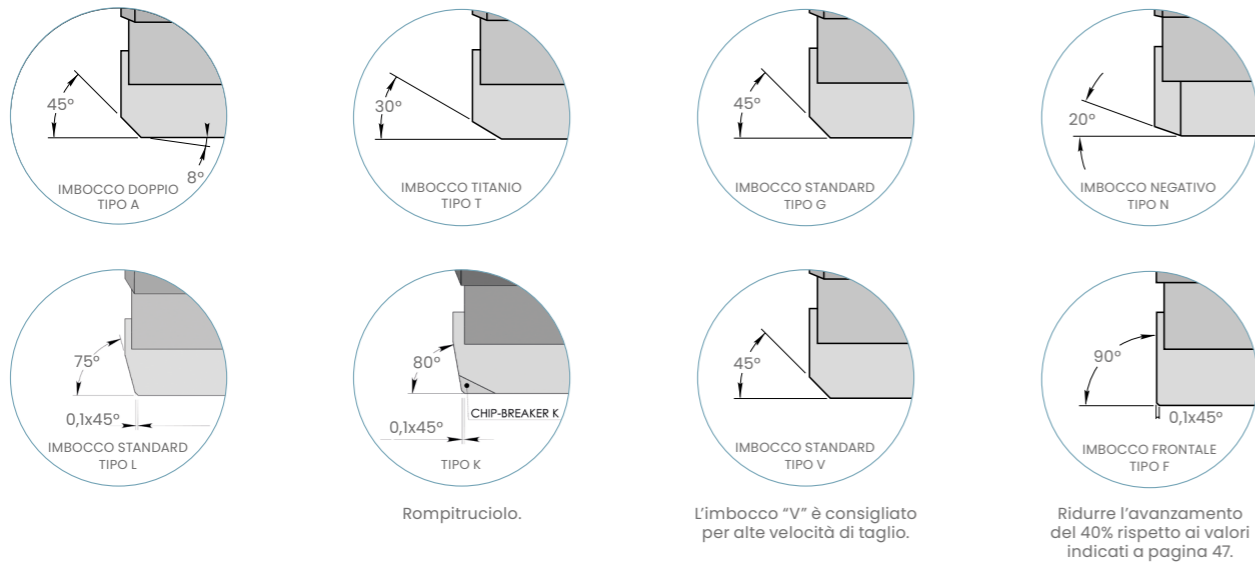 45°
8°
IMBOCCO DOPPIO
TIPO A
30°
IMBOCCO TITANIO
TIPO T
45°
IMBOCCO STANDARD
TIPO G
20°
IMBOCCO NEGATIVO
TIPO N
75°
0,1x45°
IMBOCCO STANDARD
TIPO L
80°
CHIP-BREAKER K
0,1x45°
TIPO K
Rompitruciolo.
45°
IMBOCCO STANDARD
TIPO V
L’imbocco “V” è consigliato
per alte velocità di taglio.
90°
0,1x45°
IMBOCCO FRONTALE
TIPO F
Ridurre l’avanzamento
del 40% rispetto ai valori
indicati a pagina 47.